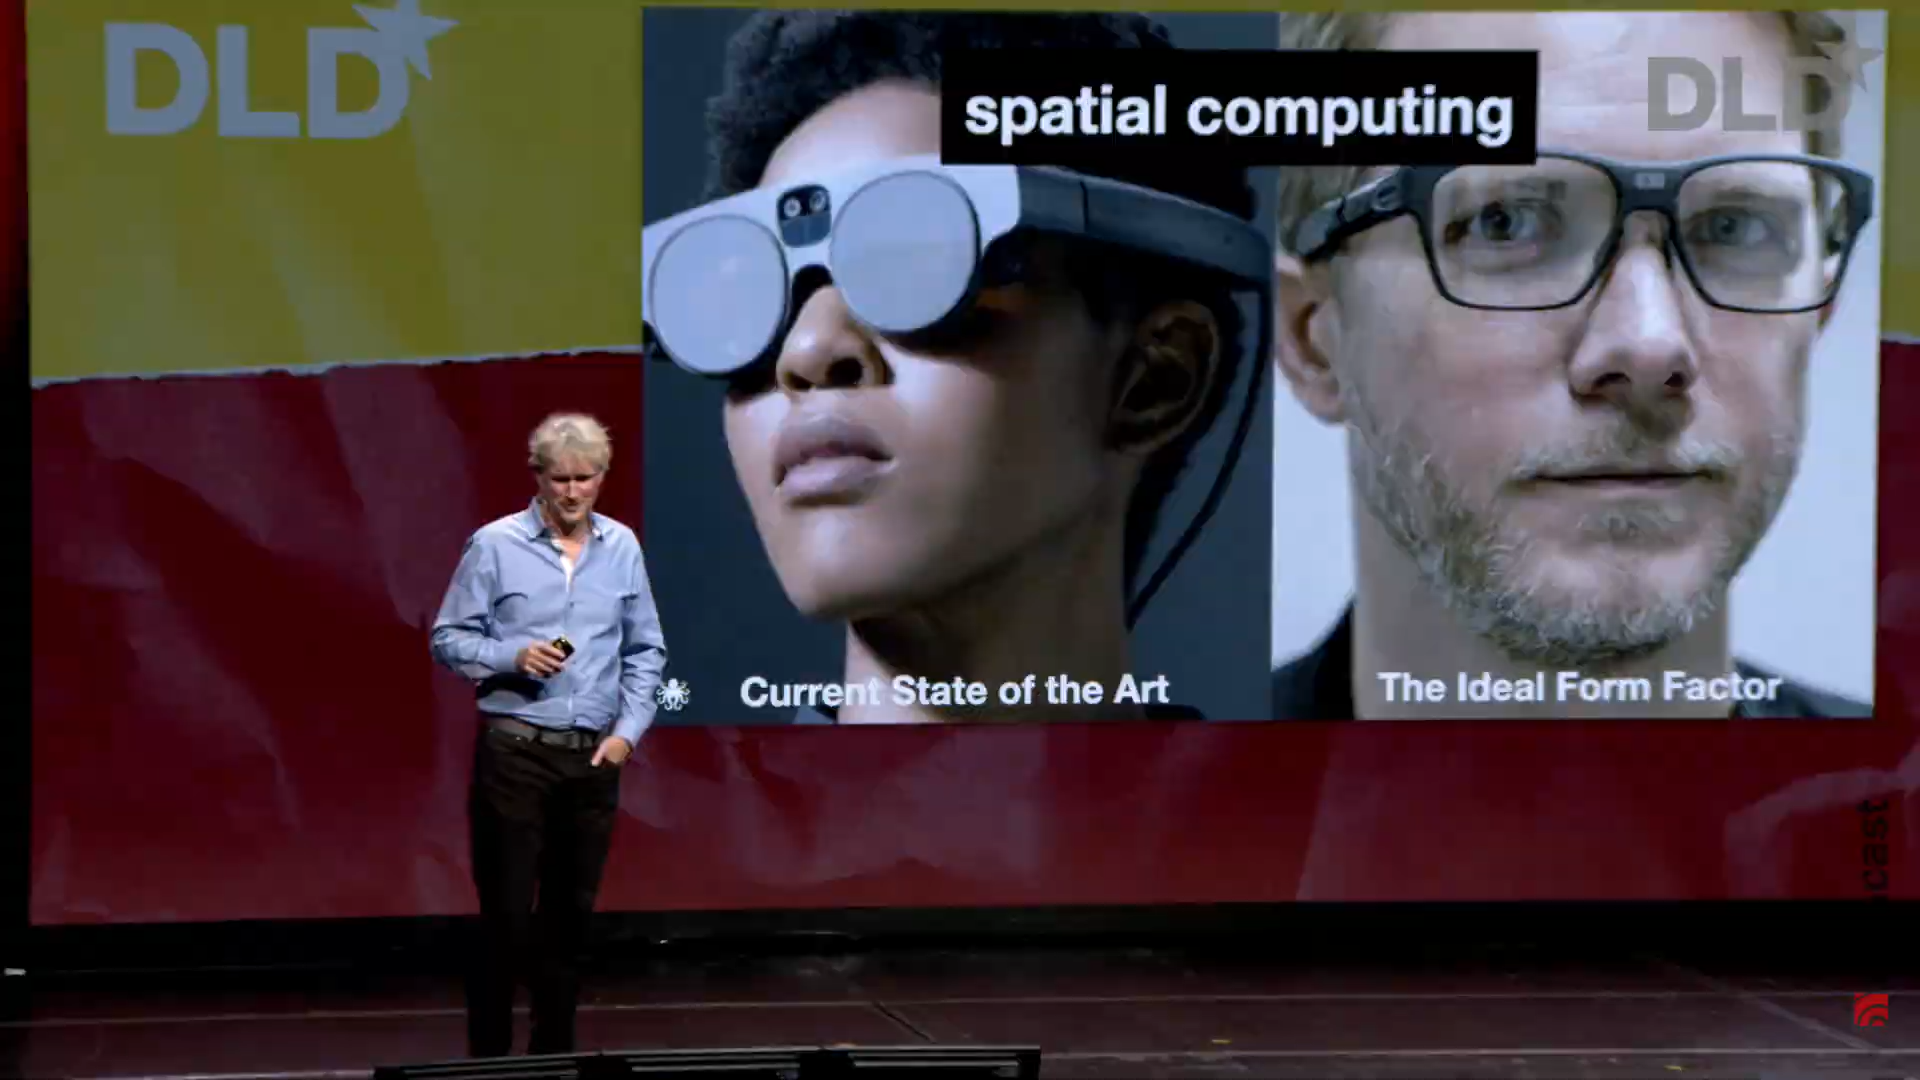 DLD
spatial computing
DLD
Current State of the Art
The Ideal Form Factor
cast